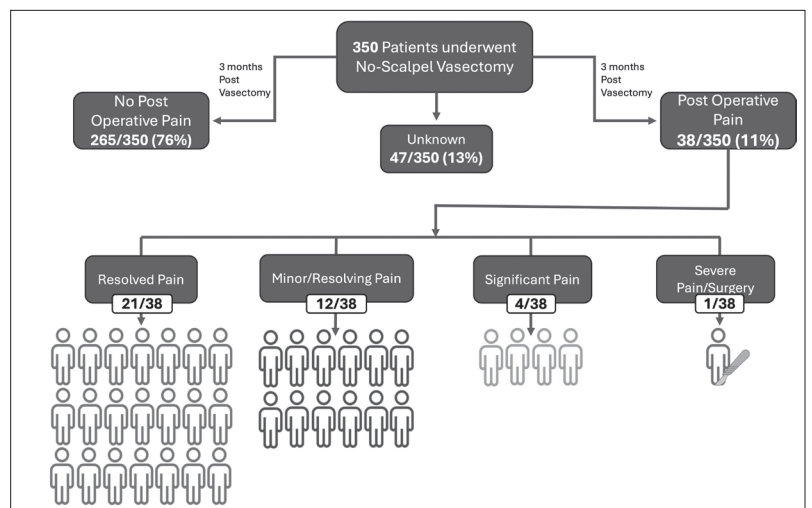 350 Patients underwent
No-Scalpel Vasectomy
3 months
Post
Vasectomy
3 months
Post
Vasectomy
No Post
Operative Pain
265/350 (76%)
Unknown
47/350 (13%)
Post Operative
Pain
38/350 (11%)
Resolved Pain
21/38
Minor/Resolving Pain
12/38
Significant Pain
4/38
Severe
Pain/Surgery
1/38